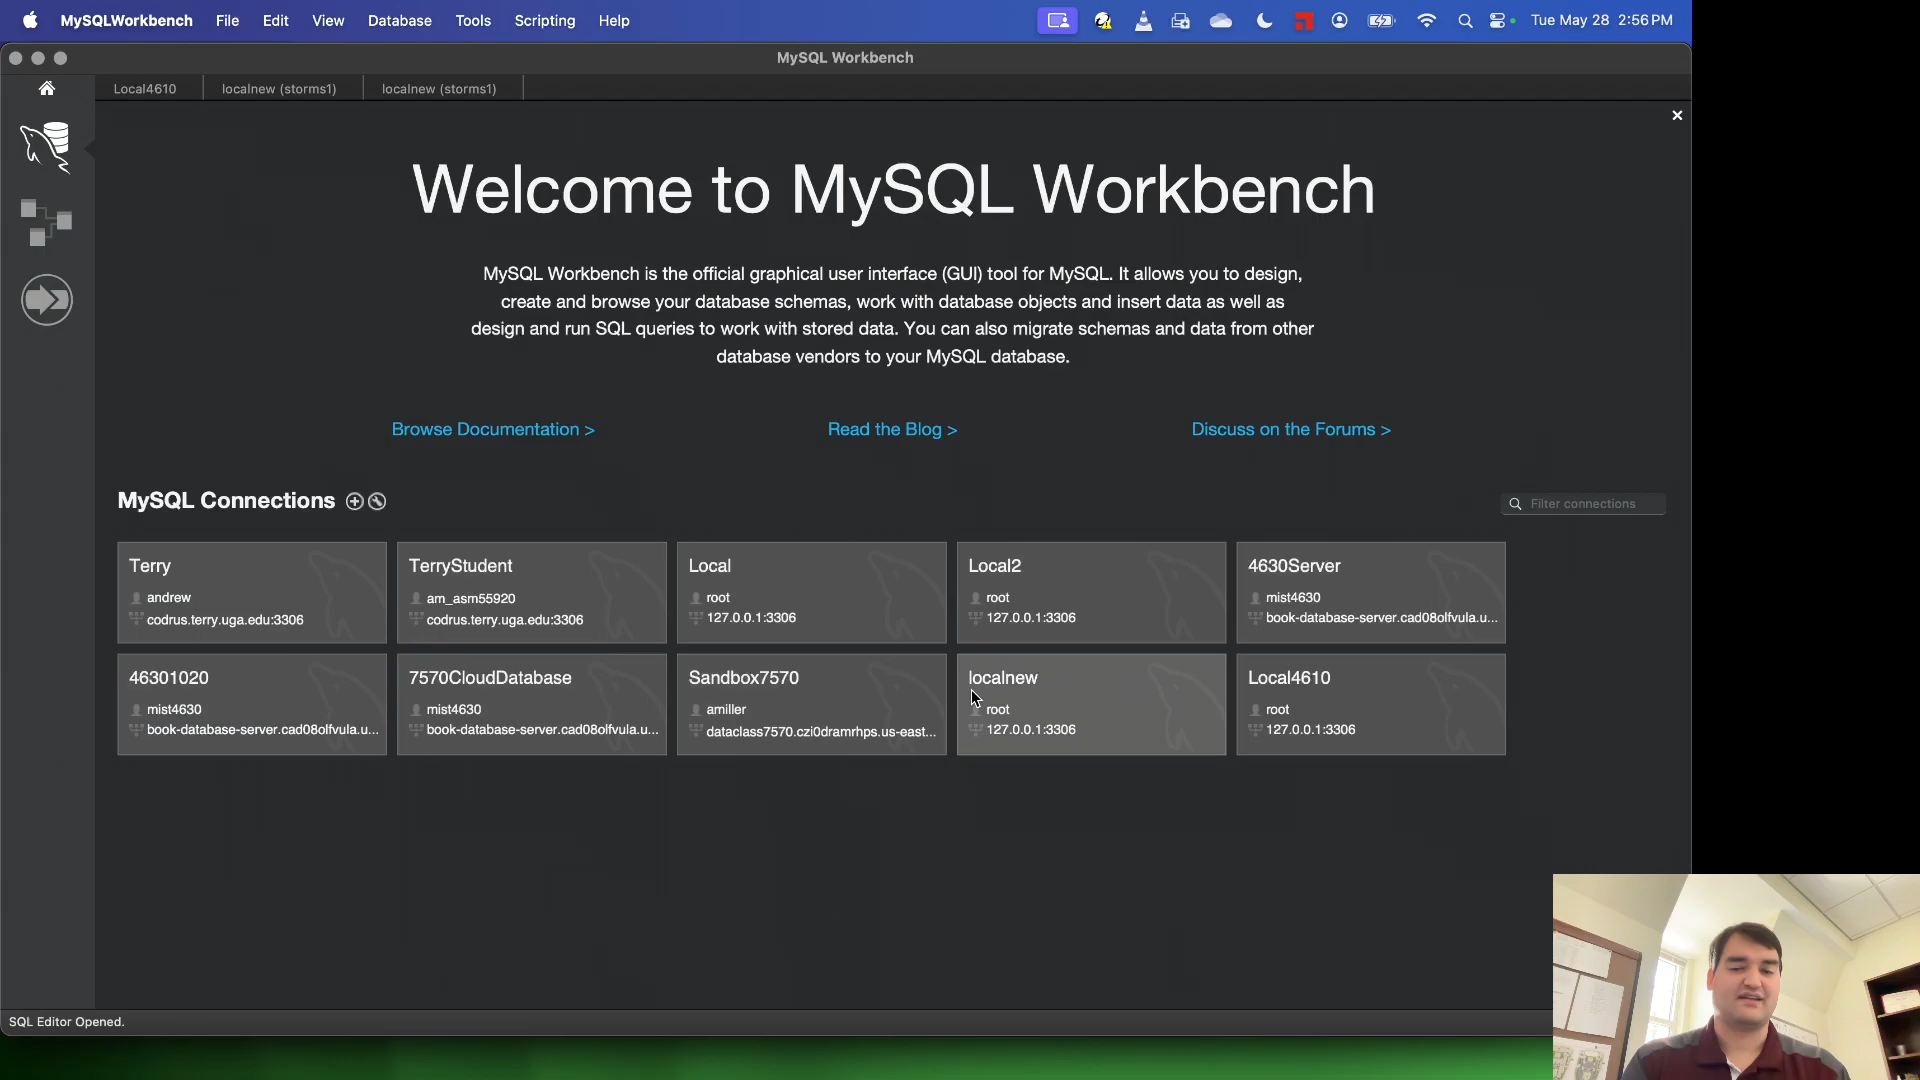 MySQLWorkbench File Edit View Database Tools Scripting Help Tue May 28 2:56 PM
MySQL Workbench
Local4610 localnew (storms1) localnew (storms1)
Welcome to MySQL Workbench
MySQL Workbench is the official graphical user interface (GUI) tool for MySQL. It allows you to design,
create and browse your database schemas, work with database objects and insert data as well as
design and run SQL queries to work with stored data. You can also migrate schemas and data from other
database vendors to your MySQL database.
Browse Documentation > Read the Blog > Discuss on the Forums >
MySQL Connections Filter connections
Terry TerryStudent Local Local2 4630Server
andrew am_asm55920 root root mist4630
codrus.terry.uga.edu:3306 codrus.terry.uga.edu:3306 127.0.0.1:3306 127.0.0.1:3306 book-database-server.cad08olfvula.u...
46301020 7570CloudDatabase Sandbox7570 localnew Local4610
mist4630 mist4630 amiller root root
book-database-server.cad08olfvula.u... book-database-server.cad08olfvula.u... dataclass7570.czi0dramrhps.us-east... 127.0.0.1:3306 127.0.0.1:3306
SQL Editor Opened.